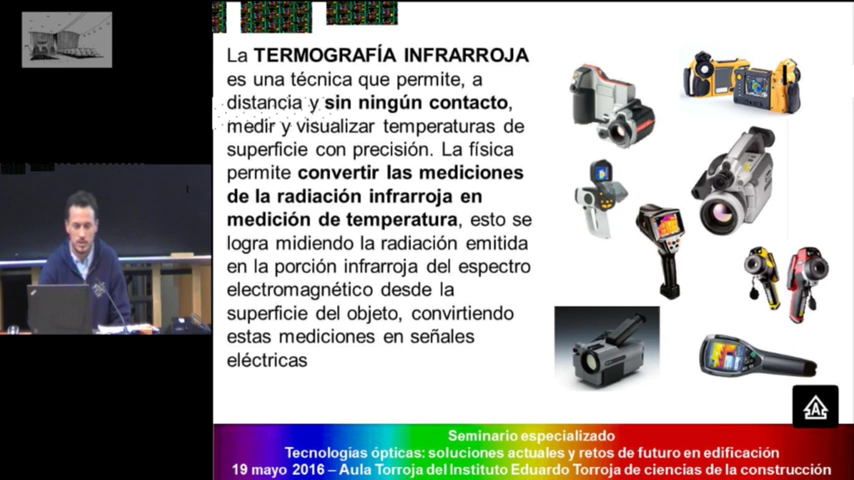 La TERMOGRAFÍA INFRARROJA
es una técnica que permite, a
distancia y sin ningún contacto,
medir y visualizar temperaturas de
superficie con precisión. La física
permite convertir las mediciones
de la radiación infrarroja en
medición de temperatura, esto se
logra midiendo la radiación emitida
en la porción infrarroja del espectro
electromagnético desde la
superficie del objeto, convirtiendo
estas mediciones en señales
eléctricas
Seminario especializado
Tecnologías ópticas: soluciones actuales y retos de futuro en edificación
19 mayo 2016 – Aula Torroja del Instituto Eduardo Torroja de ciencias de la construcción